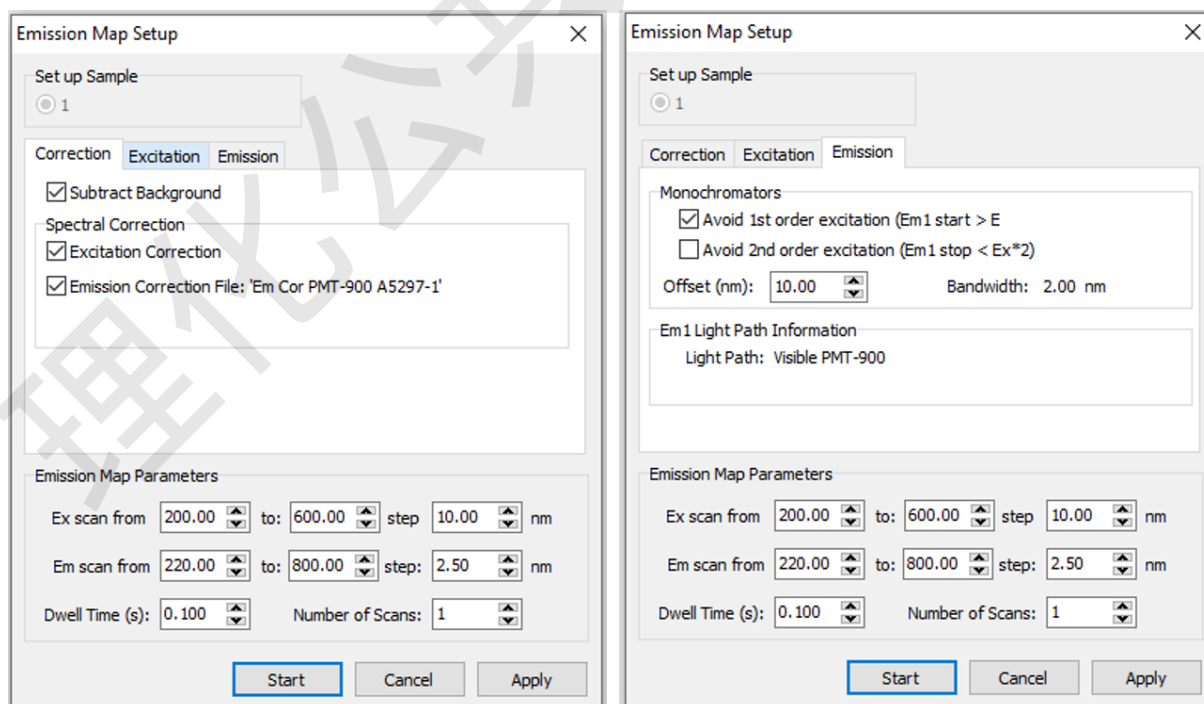 Emission Map Setup
Set up Sample
1
Correction Excitation Emission
Subtract Background
Spectral Correction
Excitation Correction
Emission Correction File: 'Em Cor PMT-900 A5297-1'
Emission Map Parameters
Ex scan from 200.00 to: 600.00 step 10.00 nm
Em scan from 220.00 to: 800.00 step: 2.50 nm
Dwell Time (s): 0.100 Number of Scans: 1
Start Cancel Apply
Emission Map Setup
Set up Sample
1
Correction Excitation Emission
Monochromators
Avoid 1st order excitation (Em1 start > E
Avoid 2nd order excitation (Em1 stop < Ex*2)
Offset (nm): 10.00 Bandwidth: 2.00 nm
Em1 Light Path Information
Light Path: Visible PMT-900
Emission Map Parameters
Ex scan from 200.00 to: 600.00 step 10.00 nm
Em scan from 220.00 to: 800.00 step: 2.50 nm
Dwell Time (s): 0.100 Number of Scans: 1
Start Cancel Apply
理化公共